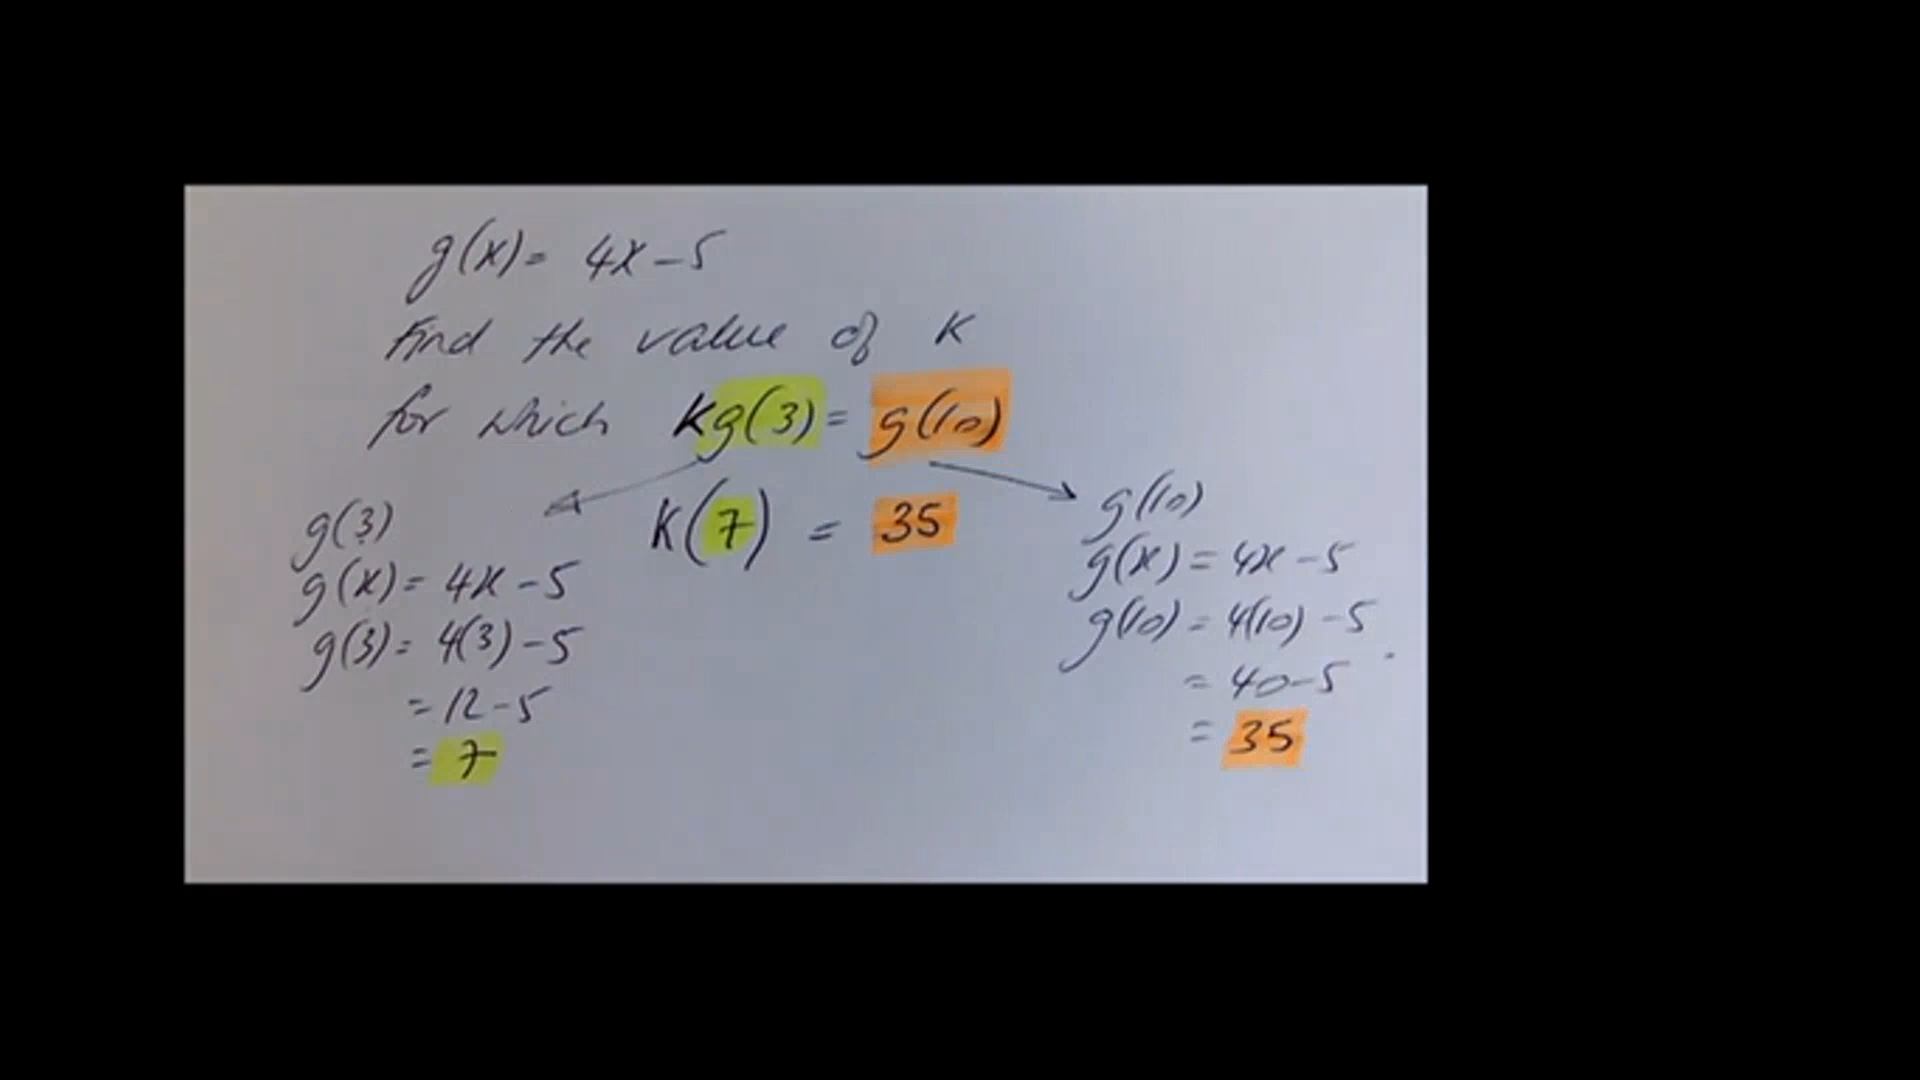 g(x) = 4x - 5
Find the value of K
for which Kg(3) = g(10)
K(7) = 35
g(3)
g(x) = 4x - 5
g(3) = 4(3) - 5
= 12 - 5
= 7
g(10)
g(x) = 4x - 5
g(10) = 4(10) - 5
= 40 - 5
= 35